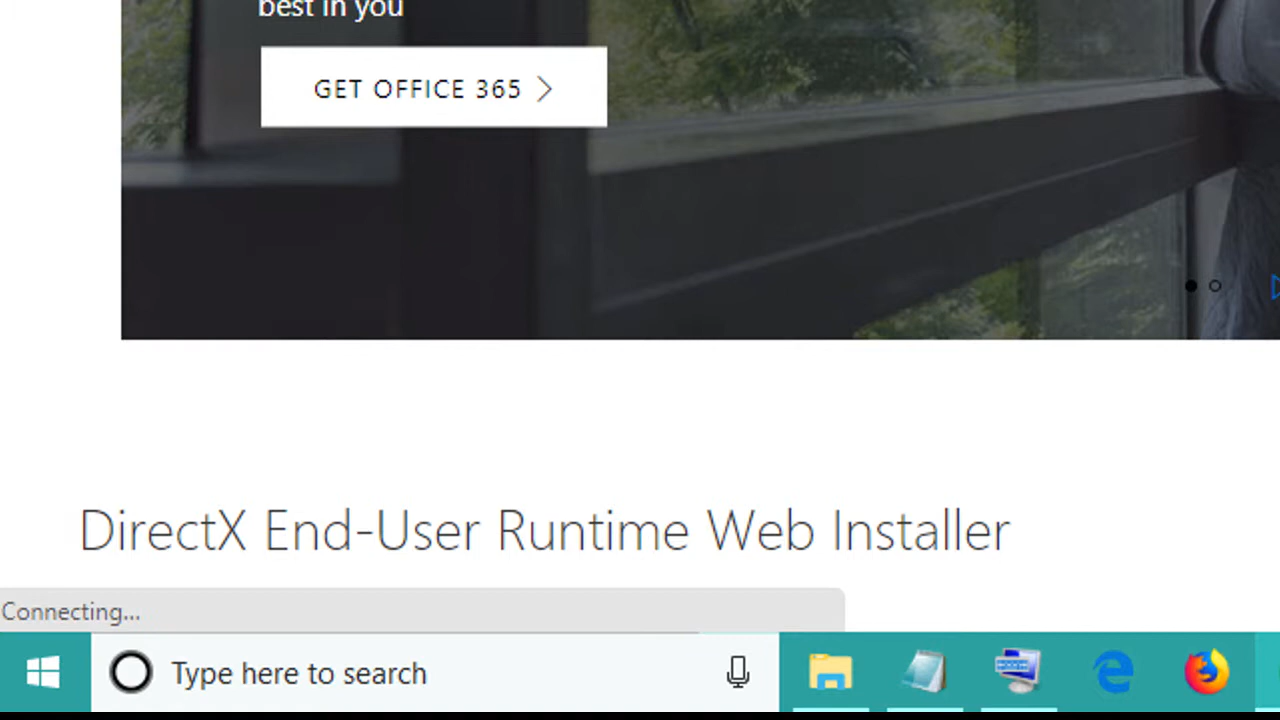 best in you
GET OFFICE 365
DirectX End-User Runtime Web Installer
Connecting...
Type here to search